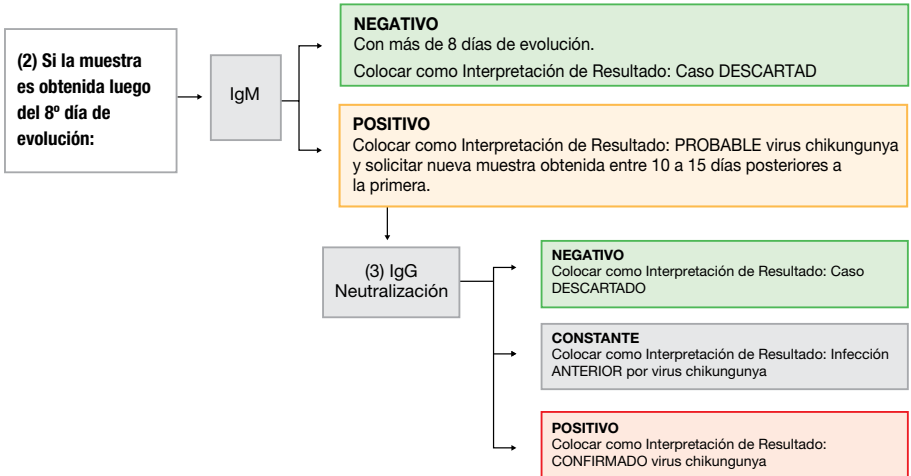 (2) Si la muestra
es obtenida luego
del 8º día de
evolución:
IgM
NEGATIVO
Con más de 8 días de evolución.
Colocar como Interpretación de Resultado: Caso DESCARTAD
POSITIVO
Colocar como Interpretación de Resultado: PROBABLE virus chikungunya
y solicitar nueva muestra obtenida entre 10 a 15 días posteriores a
la primera.
(3) IgG
Neutralización
NEGATIVO
Colocar como Interpretación de Resultado: Caso
DESCARTADO
CONSTANTE
Colocar como Interpretación de Resultado: Infección
ANTERIOR por virus chikungunya
POSITIVO
Colocar como Interpretación de Resultado:
CONFIRMADO virus chikungunya